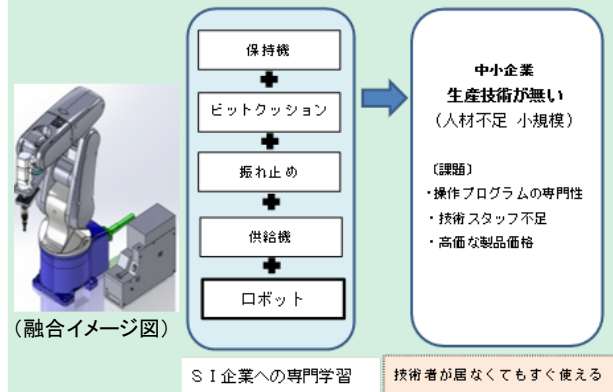 保持機
ビットクッション
振れ止め
供給機
ロボット
(融合イメージ図)
中小企業
生産技術が無い
(人材不足 小規模)
〔課題〕
・操作プログラムの専門性
・技術スタッフ不足
・高価な製品価格
ＳＩ企業への専門学習
技術者が居なくてもすぐ使える